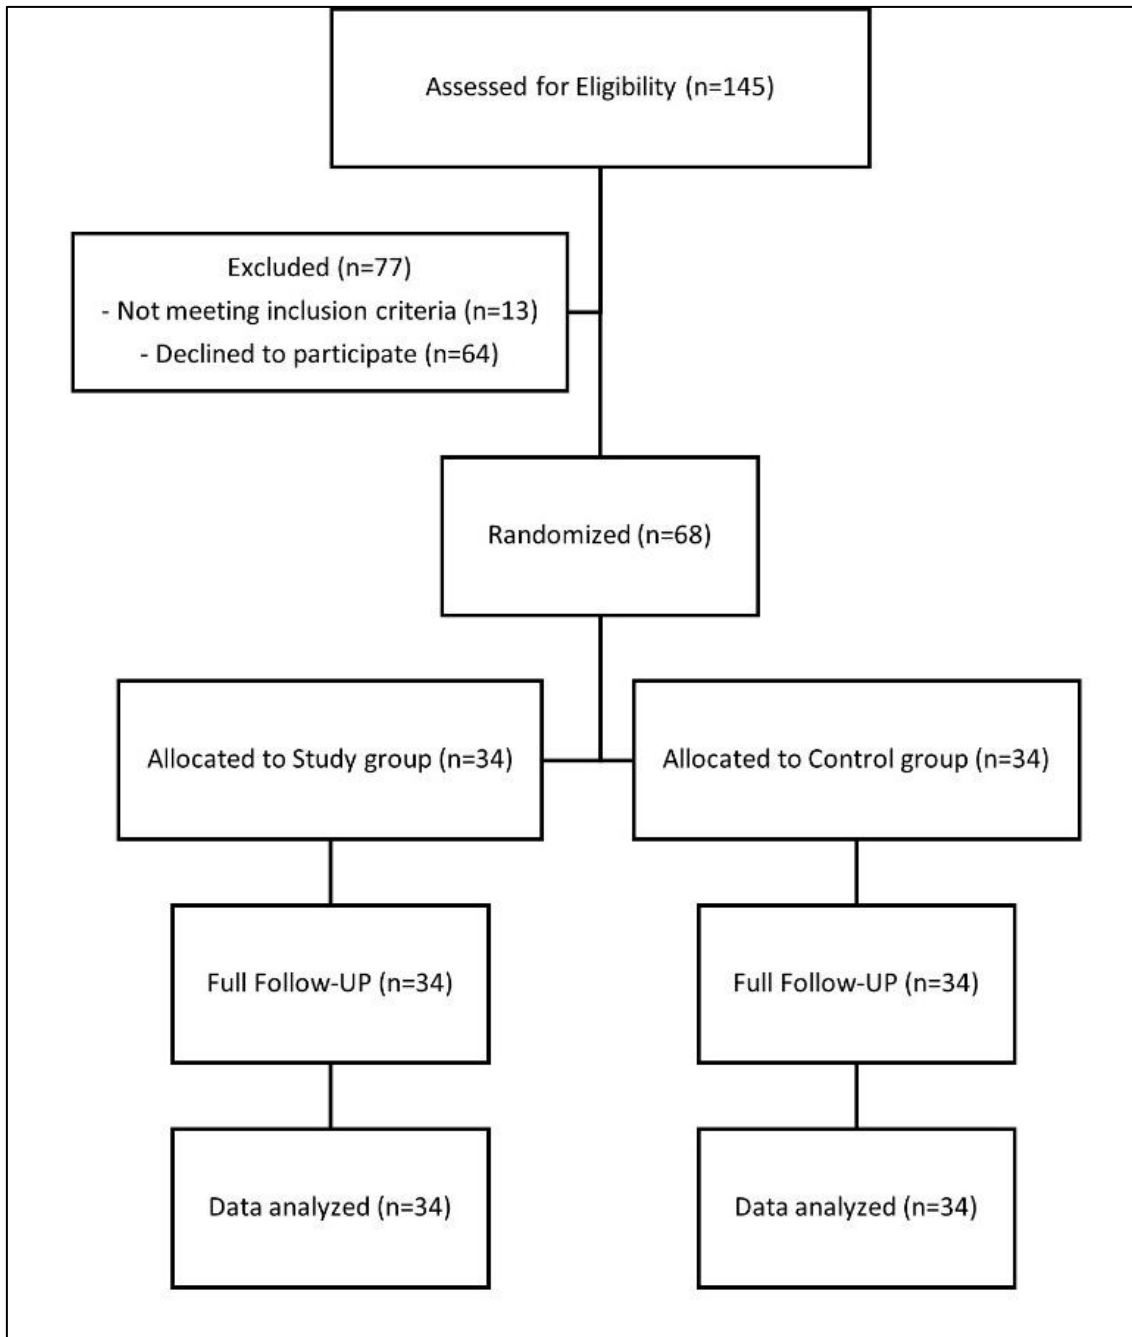 Assessed for Eligibility (n=145)
Excluded (n=77)
- Not meeting inclusion criteria (n=13)
- Declined to participate (n=64)
Randomized (n=68)
Allocated to Study group (n=34)
Allocated to Control group (n=34)
Full Follow-UP (n=34)
Full Follow-UP (n=34)
Data analyzed (n=34)
Data analyzed (n=34)